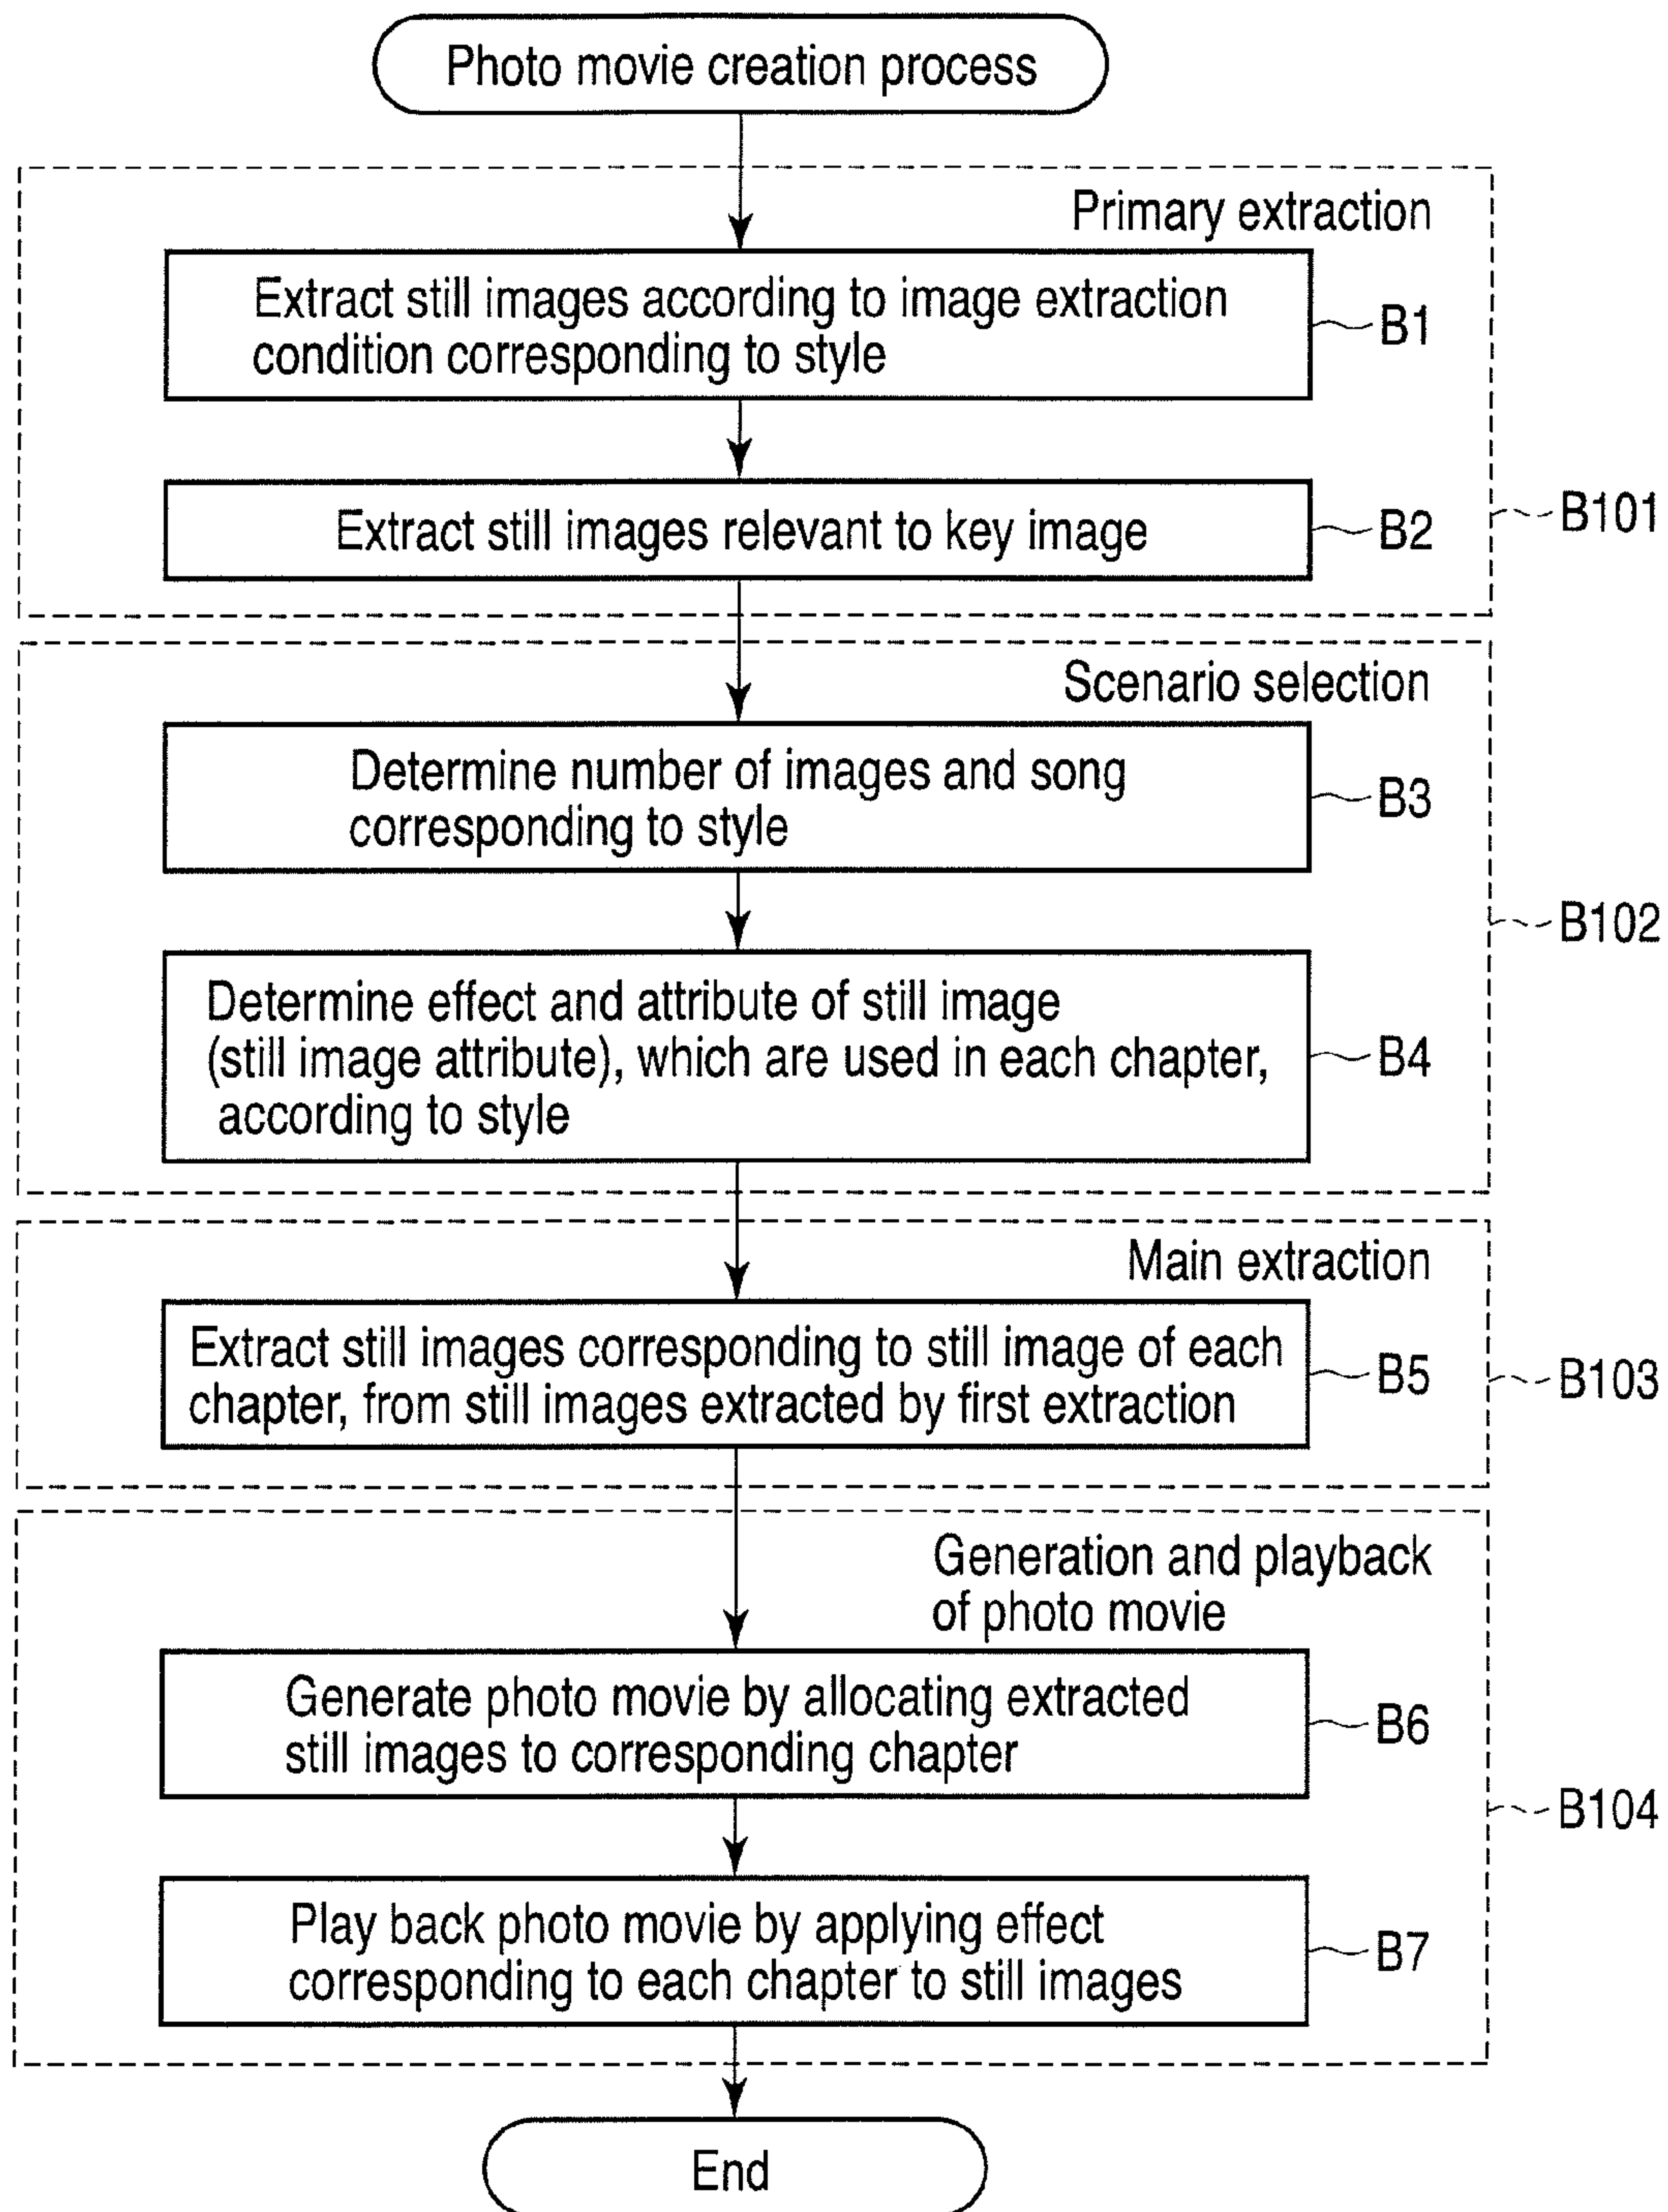 Photo movie creation process
Primary extraction
Extract still images according to image extraction
condition corresponding to style
B1
Extract still images relevant to key image
B2
B101
Scenario selection
Determine number of images and song
corresponding to style
B3
Determine effect and attribute of still image
(still image attribute), which are used in each chapter,
according to style
B4
B102
Main extraction
Extract still images corresponding to still image of each
chapter, from still images extracted by first extraction
B5
B103
Generation and playback
of photo movie
Generate photo movie by allocating extracted
still images to corresponding chapter
B6
Play back photo movie by applying effect
corresponding to each chapter to still images
B7
B104
End